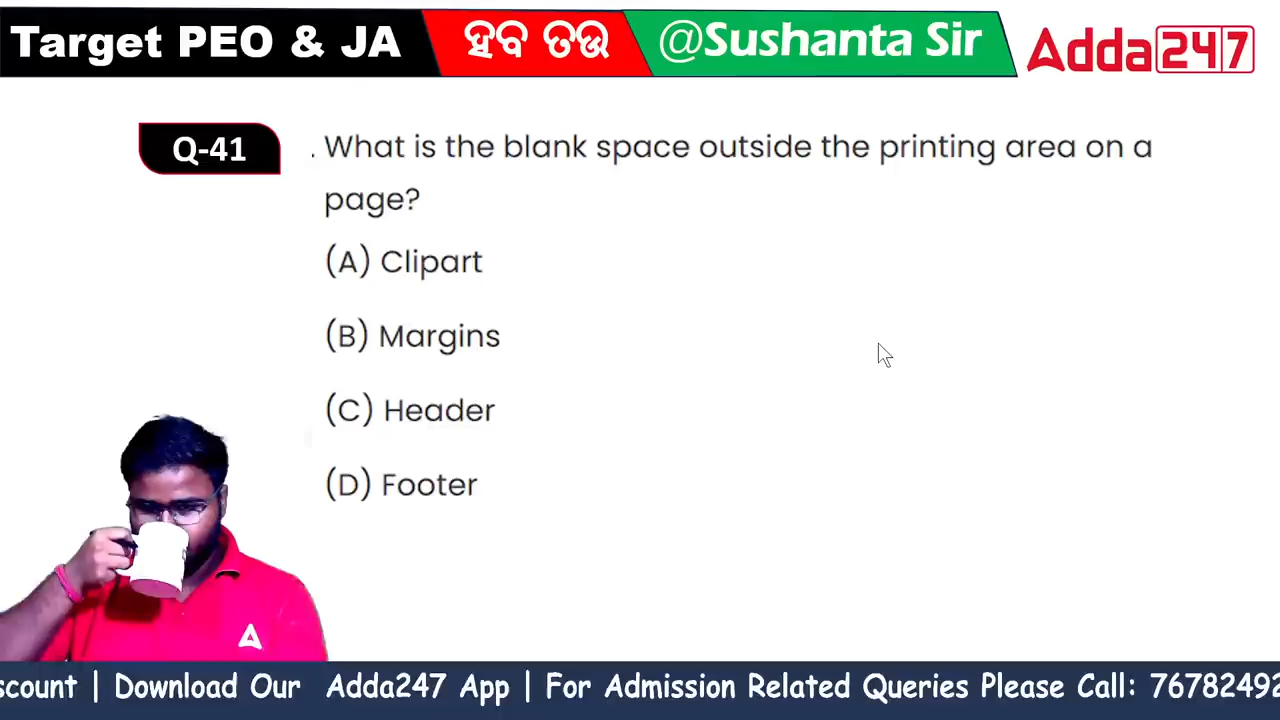 Target PEO & JA ହବ ତଉ @Sushanta Sir Adda247
Q-41 . What is the blank space outside the printing area on a
page?
(A) Clipart
(B) Margins
(C) Header
(D) Footer
scount | Download Our Adda247 App | For Admission Related Queries Please Call: 76782492